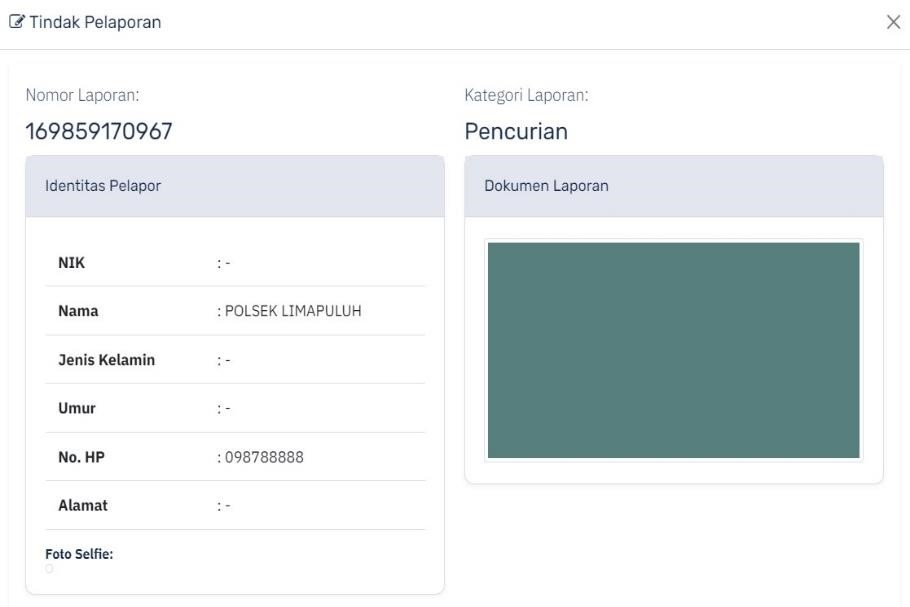 Tindak Pelaporan
Nomor Laporan:
169859170967
Identitas Pelapor
NIK : -
Nama : POLSEK LIMAPULUH
Jenis Kelamin : -
Umur : -
No. HP : 098788888
Alamat : -
Foto Selfie:
Kategori Laporan:
Pencurian
Dokumen Laporan